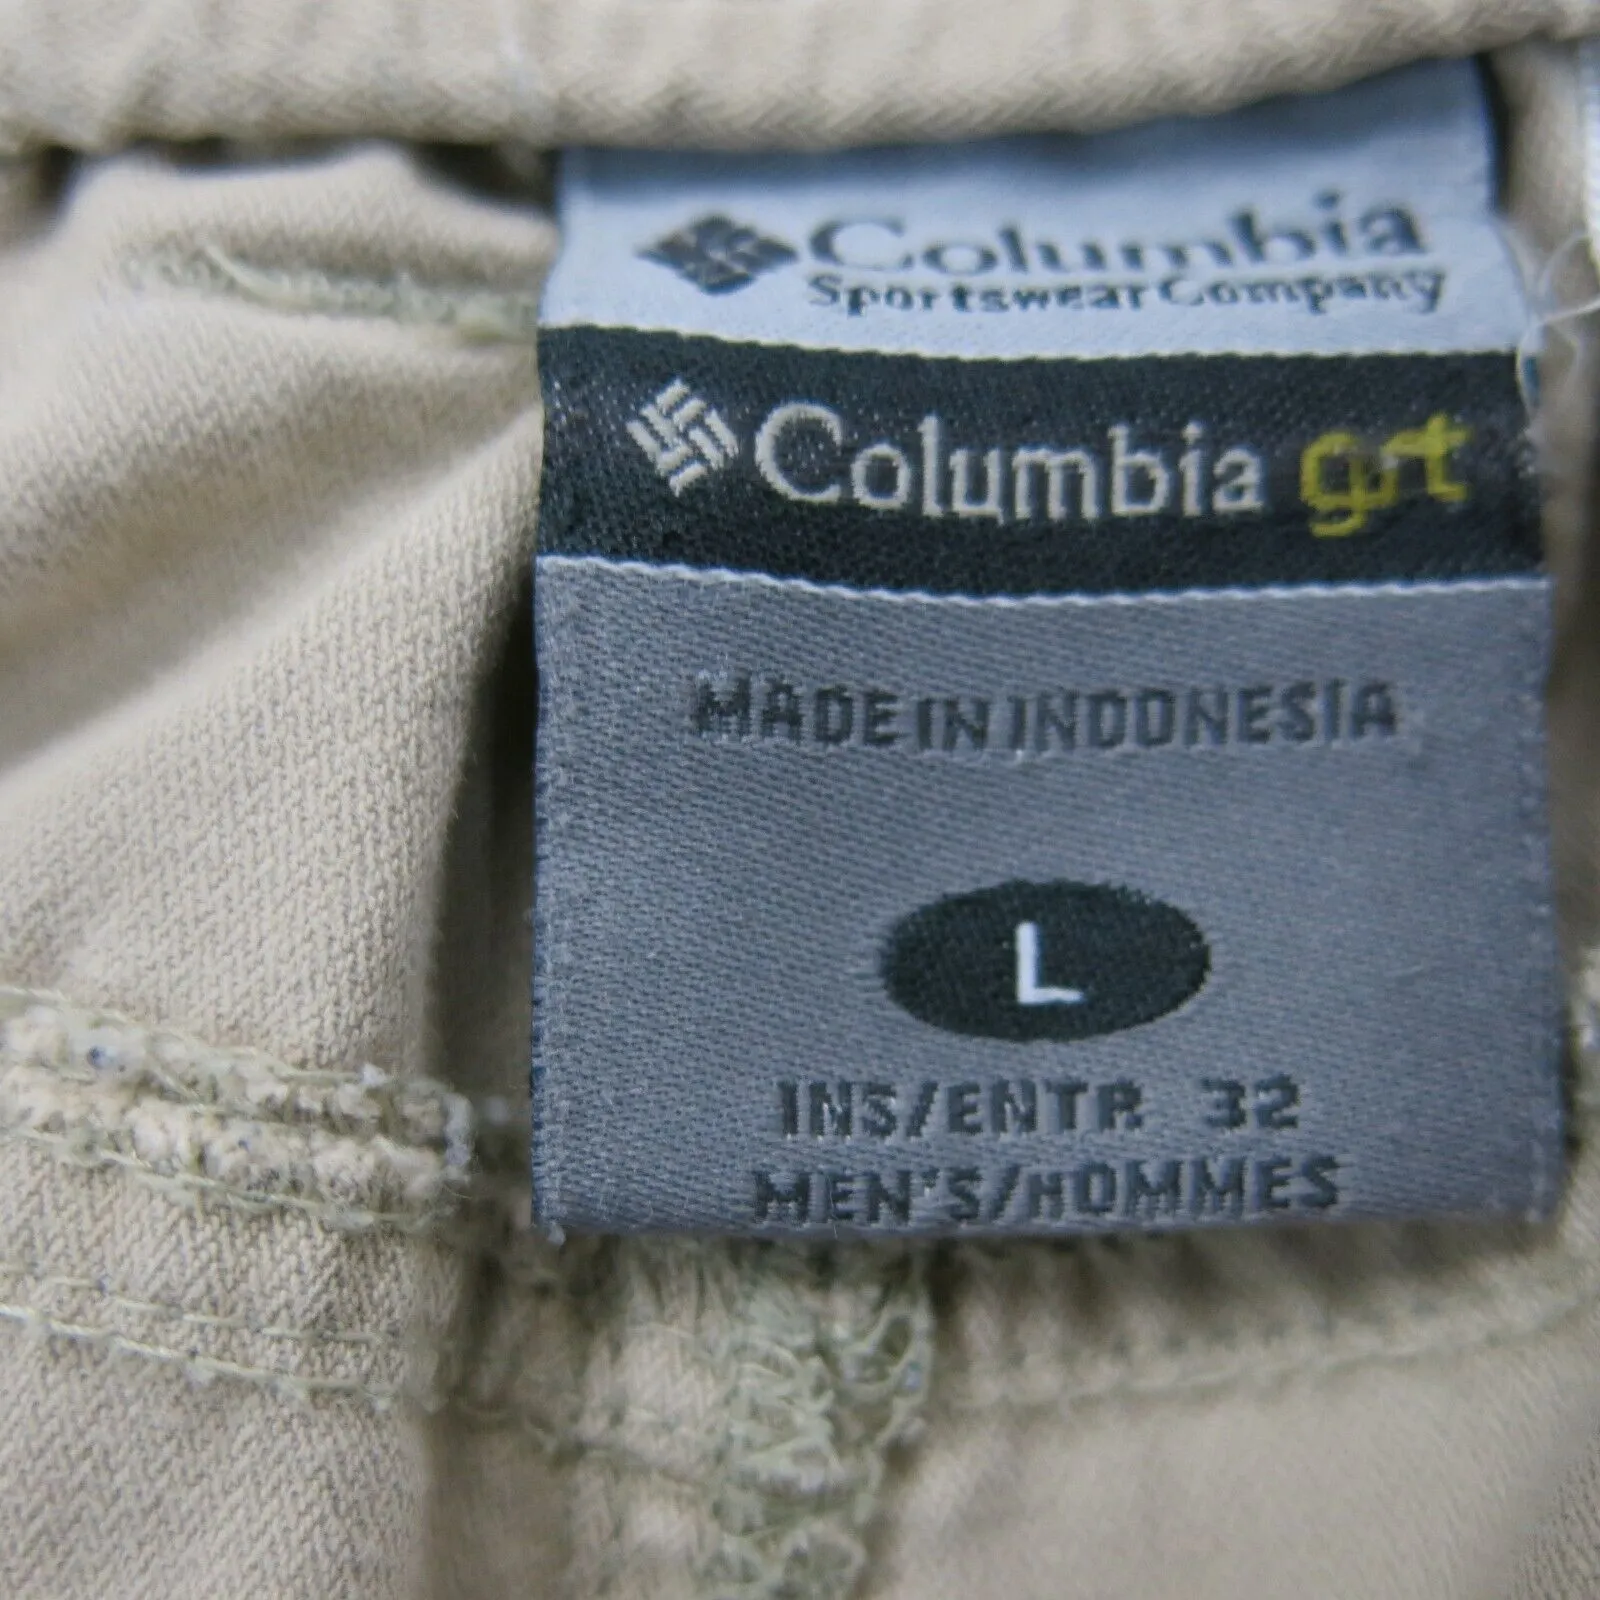 Columbia
Sportswear Company
Columbia grt
MADE IN INDONESIA
L
INS/ENTR. 32
MEN'S/HOMMES